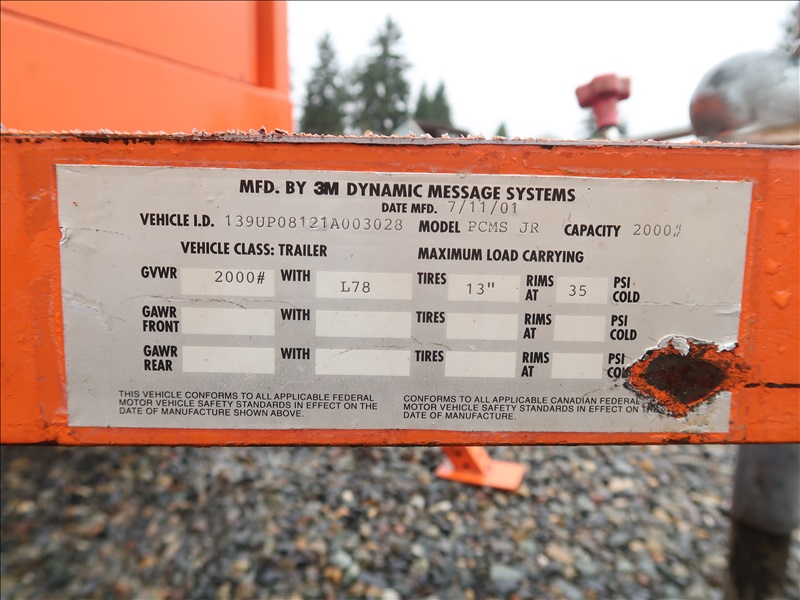 MFD. BY 3M DYNAMIC MESSAGE SYSTEMS
DATE MFD. 7/11/01
VEHICLE I.D. 139UP08121A003028 MODEL PCMS JR CAPACITY 2000#
VEHICLE CLASS: TRAILER MAXIMUM LOAD CARRYING
GVWR 2000# WITH L78 TIRES 13" RIMS AT 35 PSI COLD
GAWR FRONT WITH TIRES RIMS AT PSI COLD
GAWR REAR WITH TIRES RIMS AT PSI
THIS VEHICLE CONFORMS TO ALL APPLICABLE FEDERAL
MOTOR VEHICLE SAFETY STANDARDS IN EFFECT ON THE
DATE OF MANUFACTURE SHOWN ABOVE.
CONFORMS TO ALL APPLICABLE CANADIAN FEDERAL
MOTOR VEHICLE SAFETY STANDARDS IN EFFECT ON
DATE OF MANUFACTURE.